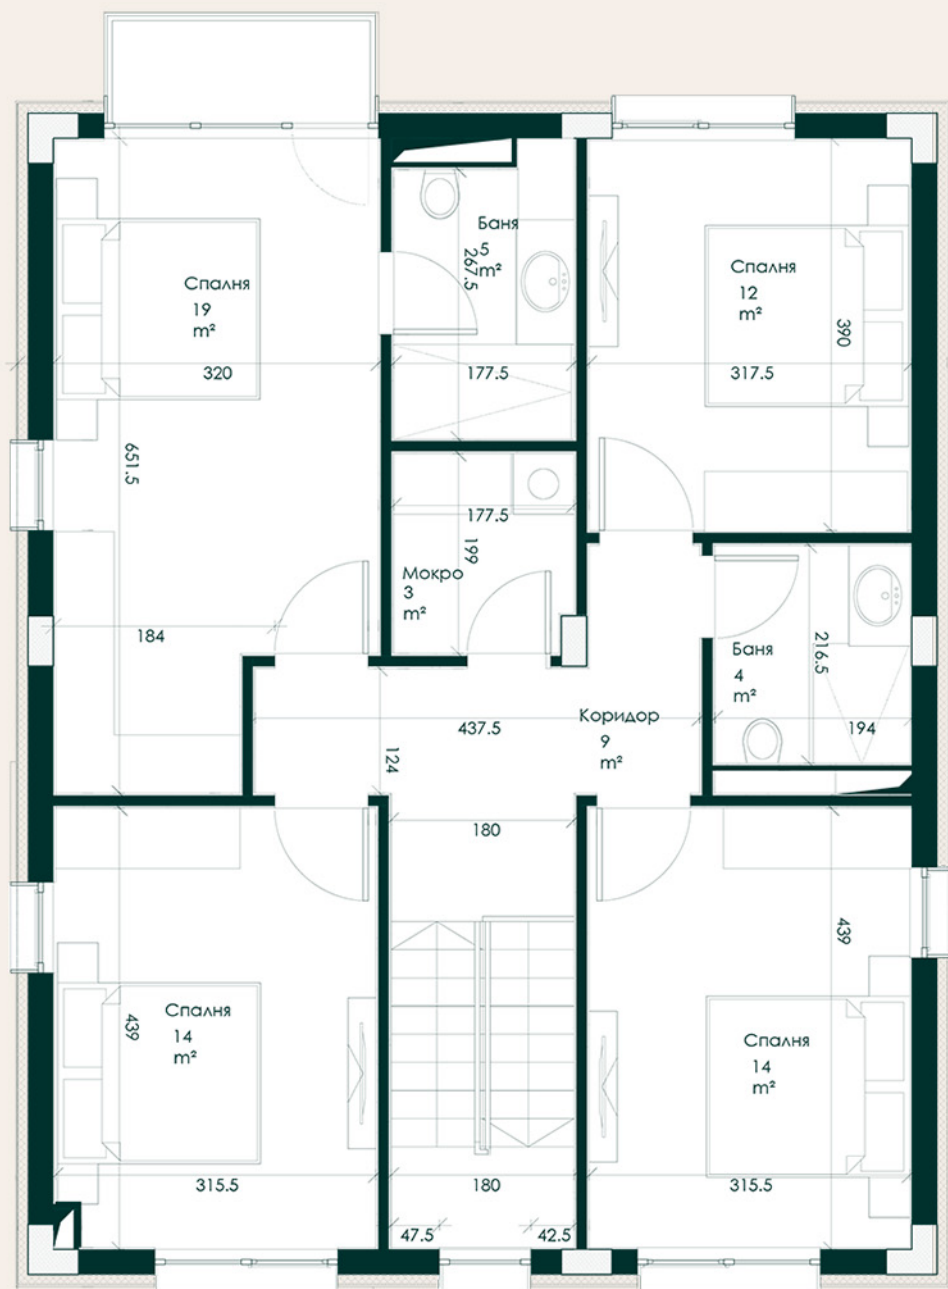 Баня
5
m²
267.5
Спалня
19
m²
320
177.5
Спалня
12
m²
390
317.5
651.5
177.5
199
Мокро
3
m²
184
Баня
4
m²
216.5
194
437.5
Коридор
9
m²
124
180
439
Спалня
14
m²
439
Спалня
14
m²
315.5
180
315.5
47.5
42.5